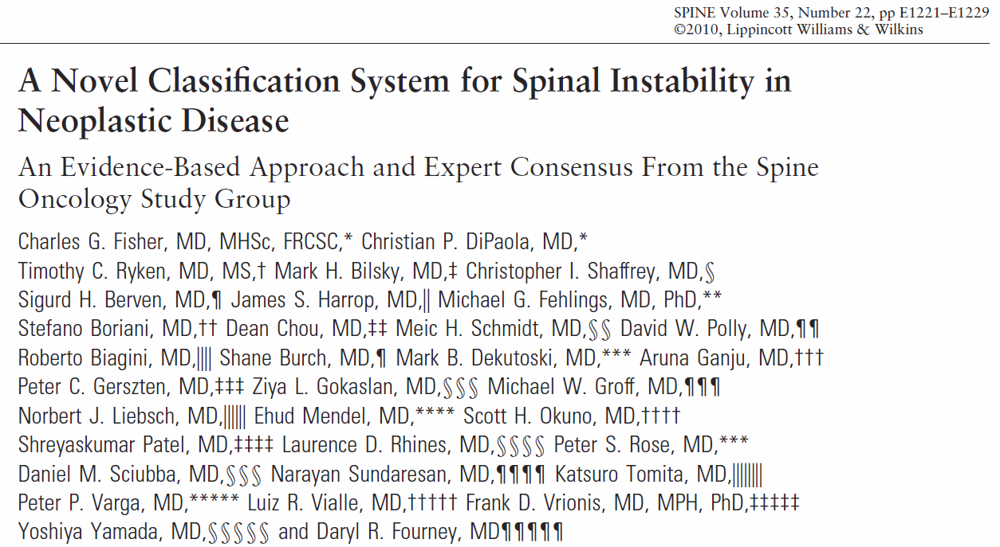 SPINE Volume 35, Number 22, pp E1221–E1229
©2010, Lippincott Williams & Wilkins
A Novel Classification System for Spinal Instability in
Neoplastic Disease
An Evidence-Based Approach and Expert Consensus From the Spine
Oncology Study Group
Charles G. Fisher, MD, MHSc, FRCSC,* Christian P. DiPaola, MD,*
Timothy C. Ryken, MD, MS,† Mark H. Bilsky, MD,‡ Christopher I. Shaffrey, MD,§
Sigurd H. Berven, MD,¶ James S. Harrop, MD,‖ Michael G. Fehlings, MD, PhD,**
Stefano Boriani, MD,†† Dean Chou, MD,‡‡ Meic H. Schmidt, MD,§§ David W. Polly, MD,¶¶
Roberto Biagini, MD,‖‖ Shane Burch, MD,¶ Mark B. Dekutoski, MD,*** Aruna Ganju, MD,†††
Peter C. Gerszten, MD,‡‡‡ Ziya L. Gokaslan, MD,§§§ Michael W. Groff, MD,¶¶¶
Norbert J. Liebsch, MD,‖‖‖ Ehud Mendel, MD,**** Scott H. Okuno, MD,††††
Shreyaskumar Patel, MD,‡‡‡‡ Laurence D. Rhines, MD,§§§§ Peter S. Rose, MD,***
Daniel M. Sciubba, MD,§§§ Narayan Sundaresan, MD,¶¶¶¶ Katsuro Tomita, MD,‖‖‖‖
Peter P. Varga, MD,***** Luiz R. Vialle, MD,††††† Frank D. Vrionis, MD, MPH, PhD,‡‡‡‡‡
Yoshiya Yamada, MD,§§§§§ and Daryl R. Fourney, MD¶¶¶¶¶